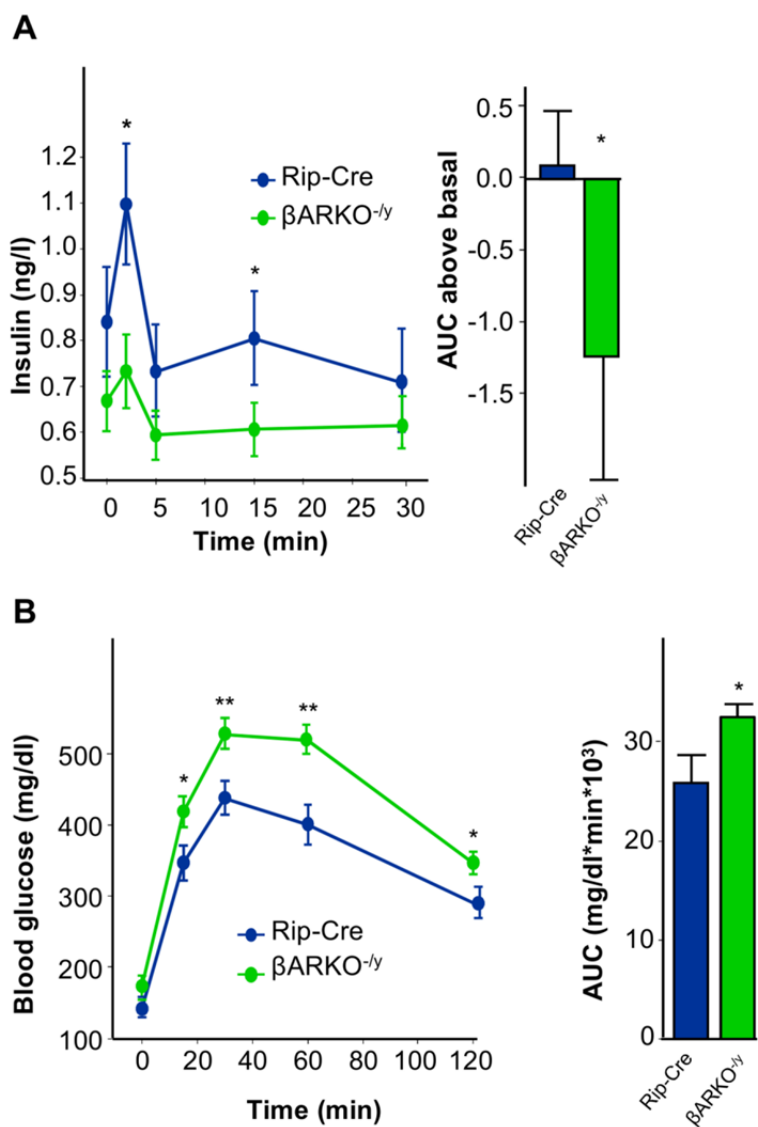 A
Insulin (ng/l)
1.2
1.1
1.0
0.9
0.8
0.7
0.6
0.5
*
*
Rip-Cre
βARKO-/y
0 5 10 15 20 25 30
Time (min)
AUC above basal
0.5
0.0
-0.5
-1.0
-1.5
*
Rip-Cre
βARKO-/y
B
Blood glucose (mg/dl)
500
400
300
200
100
*
**
**
*
Rip-Cre
βARKO-/y
0 20 40 60 80 100 120
Time (min)
AUC (mg/dl*min*10³)
30
20
10
0
*
Rip-Cre
βARKO-/y